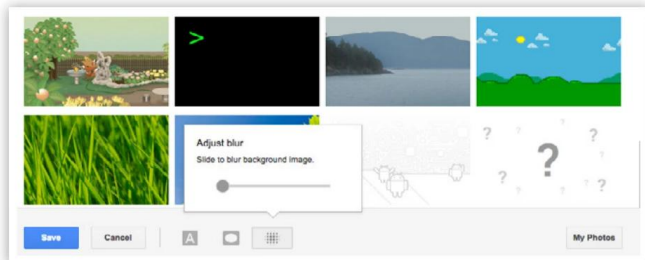 >
? ? ? ? ? ? ?
Adjust blur
Slide to blur background image.
Save
Cancel
A
My Photos